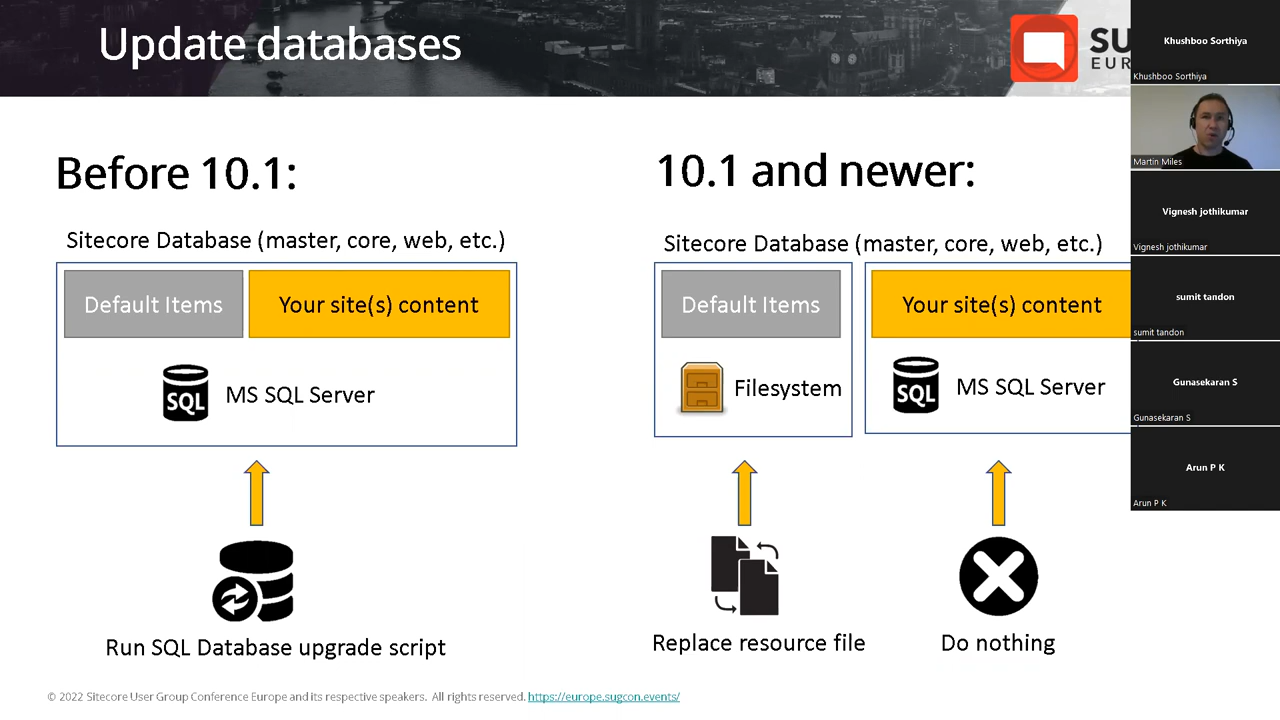 Update databases
SU
EUR
Before 10.1:
Sitecore Database (master, core, web, etc.)
Default Items
Your site(s) content
SQL
MS SQL Server
Run SQL Database upgrade script
10.1 and newer:
Sitecore Database (master, core, web, etc.)
Default Items
Your site(s) content
Filesystem
SQL
MS SQL Server
Replace resource file
Do nothing
© 2022 Sitecore User Group Conference Europe and its respective speakers. All rights reserved. https://europe.sugcon.events/
Khushboo Sorthiya
Khushboo Sorthiya
Martin Miles
Vignesh jothikumar
Vignesh jothikumar
sumit tandon
sumit tandon
Gunasekaran S
Gunasekaran S
Arun P K
Arun P K